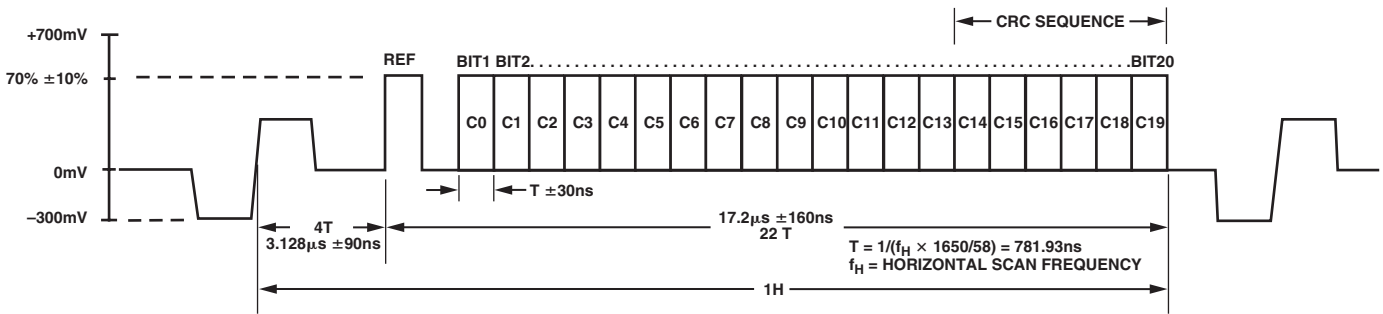 CRC SEQUENCE
+700mV
REF
BIT1 BIT2. . . . . . . . . . . . . . . . . . . . . . . . . . . . . . . . . . . . . . . . . . . . . . . . . . . . . . . . . . . . . . . . . . . . . .BIT20
70% ±10%
C0 C1 C2 C3 C4 C5 C6 C7 C8 C9 C10 C11 C12 C13 C14 C15 C16 C17 C18 C19
0mV
T ±30ns
–300mV
4T
3.128μs ±90ns
17.2μs ±160ns
22 T
T = 1/(fH × 1650/58) = 781.93ns
fH = HORIZONTAL SCAN FREQUENCY
1H